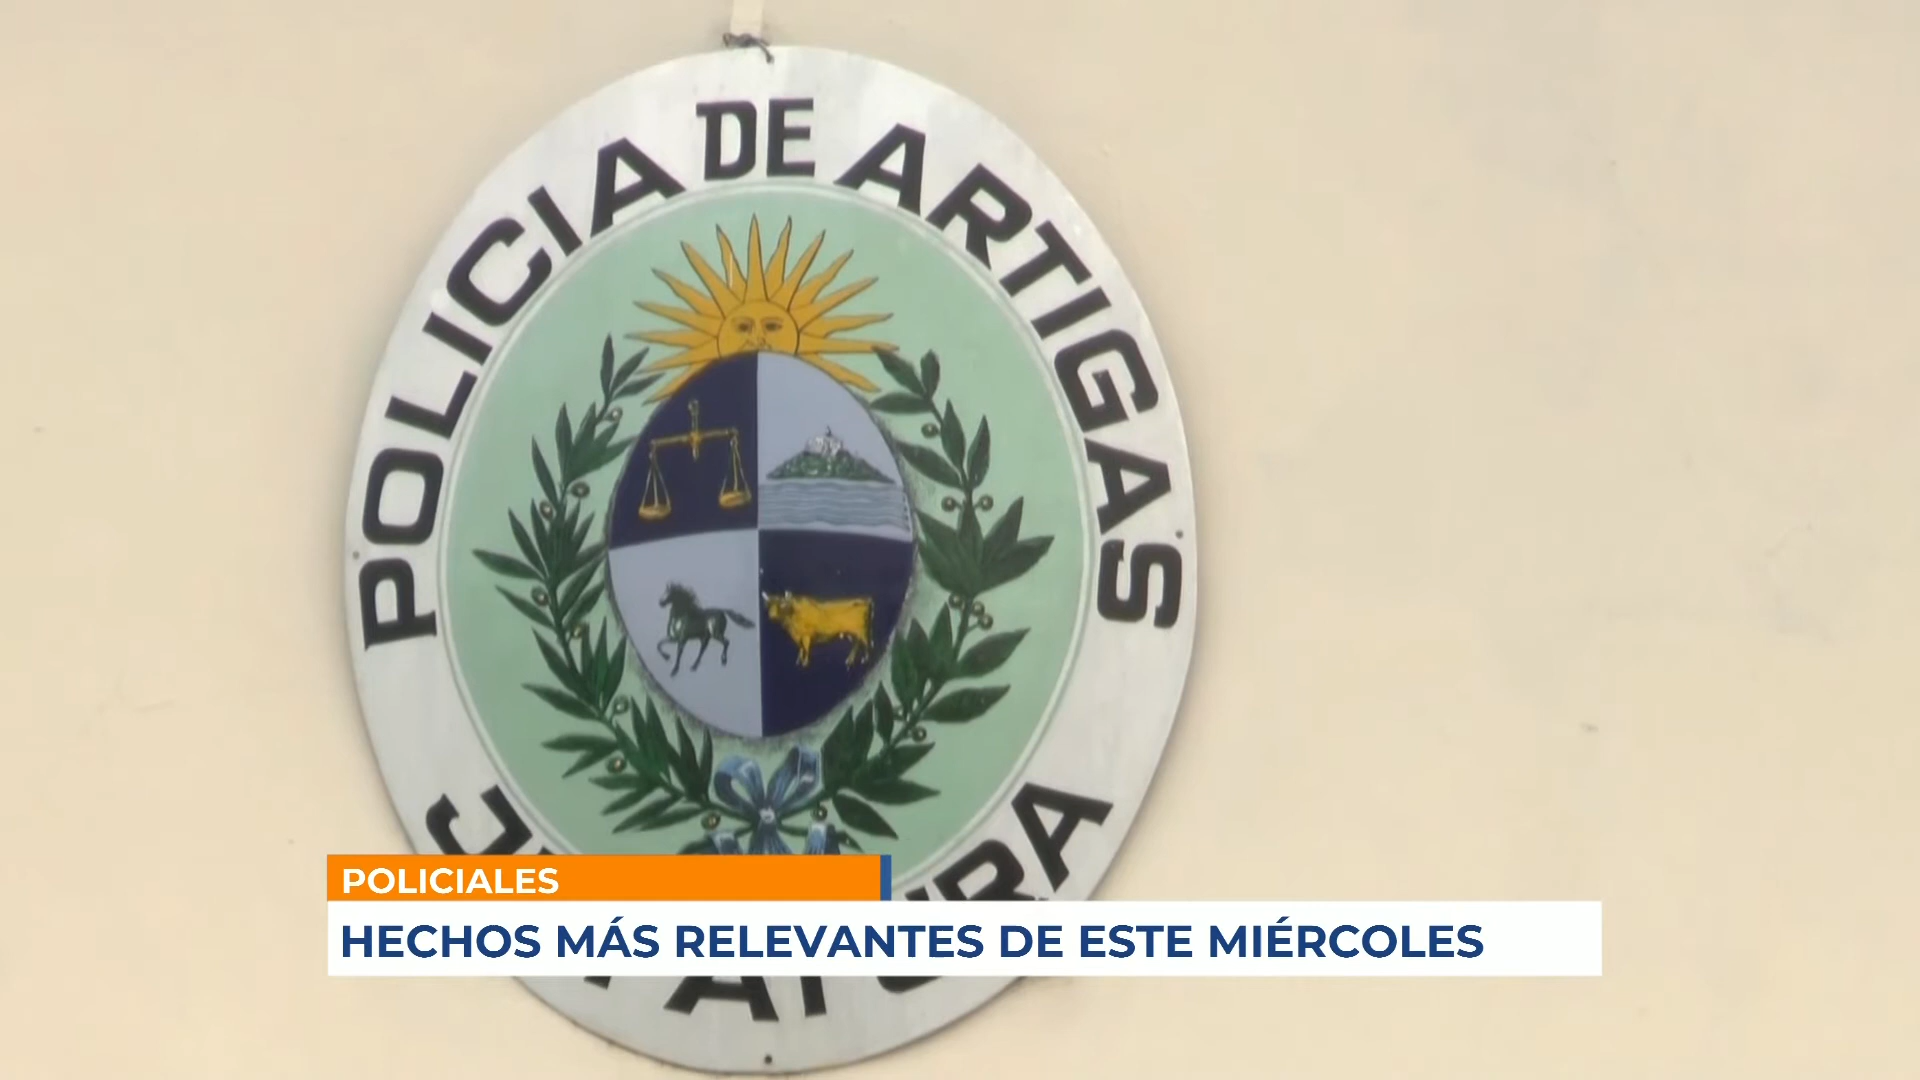 POLICIA DE ARTIGAS
POLICIALES
HECHOS MÁS RELEVANTES DE ESTE MIÉRCOLES